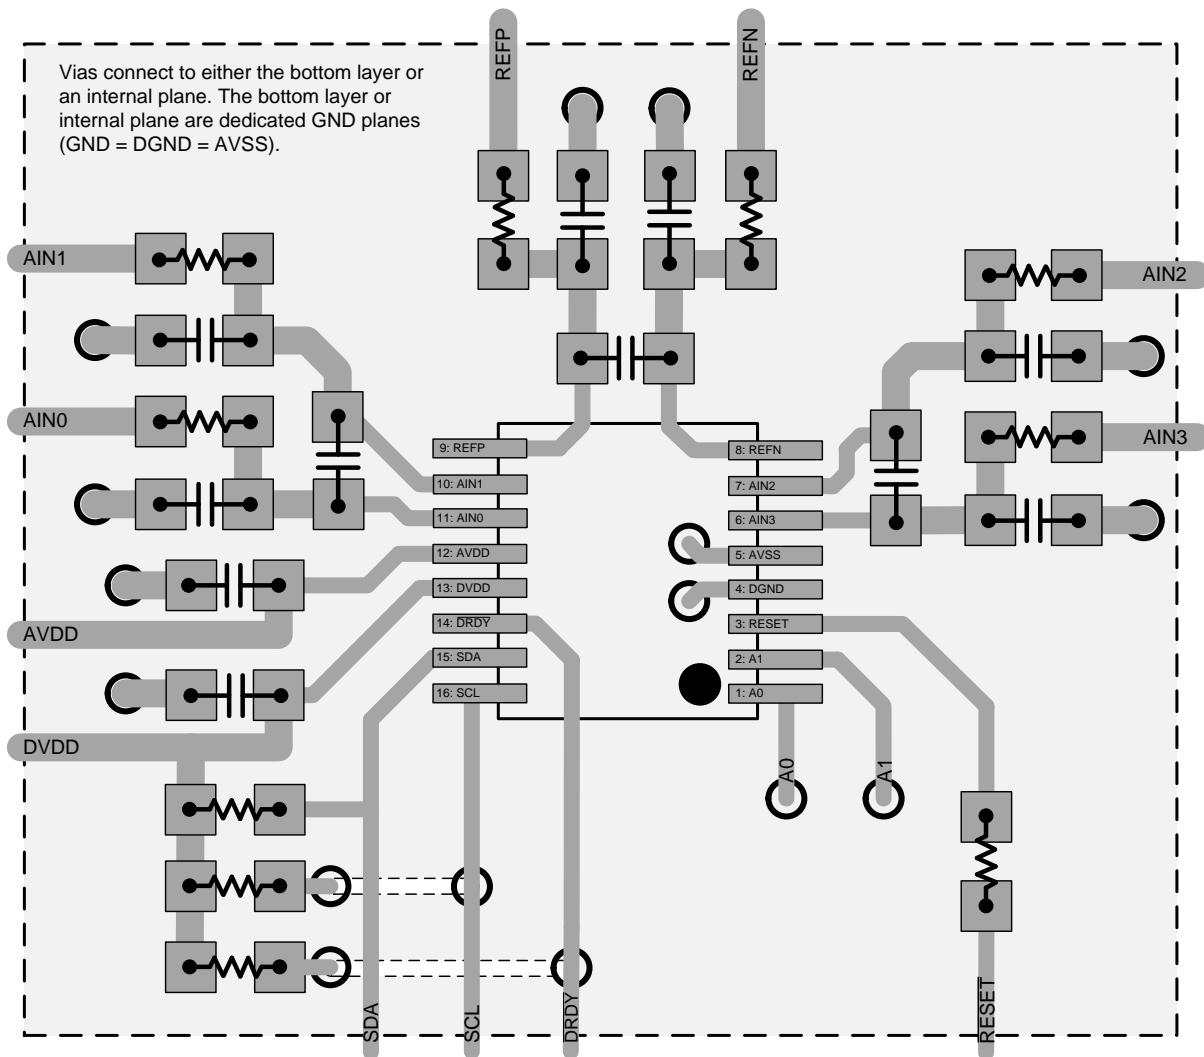 REFP
REFN
Vias connect to either the bottom layer or
an internal plane. The bottom layer or
internal plane are dedicated GND planes
(GND = DGND = AVSS).
AIN1
AIN2
AIN0
AIN3
9: REFP
8: REFN
10: AIN1
7: AIN2
11: AIN0
6: AIN3
12: AVDD
5: AVSS
13: DVDD
4: DGND
14: DRDY
3: RESET
15: SDA
2: A1
16: SCL
1: A0
AVDD
DVDD
A0
A1
SDA
SCL
DRDY
RESET